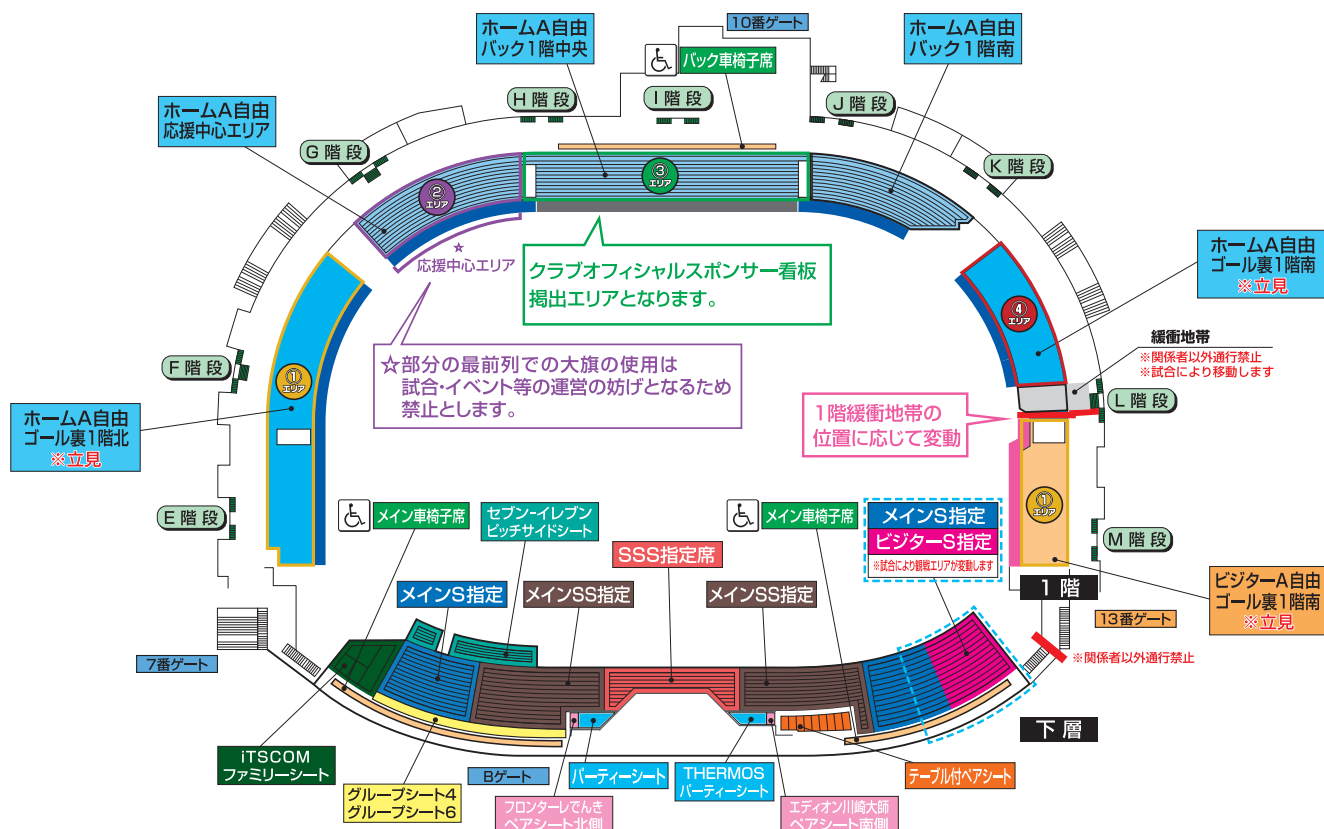 ホームA自由
バック1階中央
10番ゲート
ホームA自由
バック1階南
バック車椅子席
ホームA自由
応援中心エリア
H 階 段
I 階 段
J 階 段
G 階 段
K 階 段
②
エリア
③
エリア
☆
応援中心エリア
クラブオフィシャルスポンサー看板
掲出エリアとなります。
ホームA自由
ゴール裏1階南
※立見
④
エリア
緩衝地帯
※関係者以外通行禁止
※試合により移動します
☆部分の最前列での大旗の使用は
試合・イベント等の運営の妨げとなるため
禁止とします。
F 階 段
①
エリア
L 階 段
ホームA自由
ゴール裏1階北
※立見
1階緩衝地帯の
位置に応じて変動
E 階 段
メイン車椅子席
セブン-イレブン
ピッチサイドシート
メイン車椅子席
メインS指定
ビジターS指定
※試合により観戦エリアが変動します
①
エリア
M 階 段
SSS指定席
メインS指定
メインSS指定
メインSS指定
1 階
ビジターA自由
ゴール裏1階南
※立見
13番ゲート
7番ゲート
※関係者以外通行禁止
下 層
iTSCOM
ファミリーシート
グループシート4
グループシート6
Bゲート
パーティーシート
THERMOS
パーティーシート
テーブル付ペアシート
フロンターレでんき
ペアシート北側
エディオン川崎大師
ペアシート南側